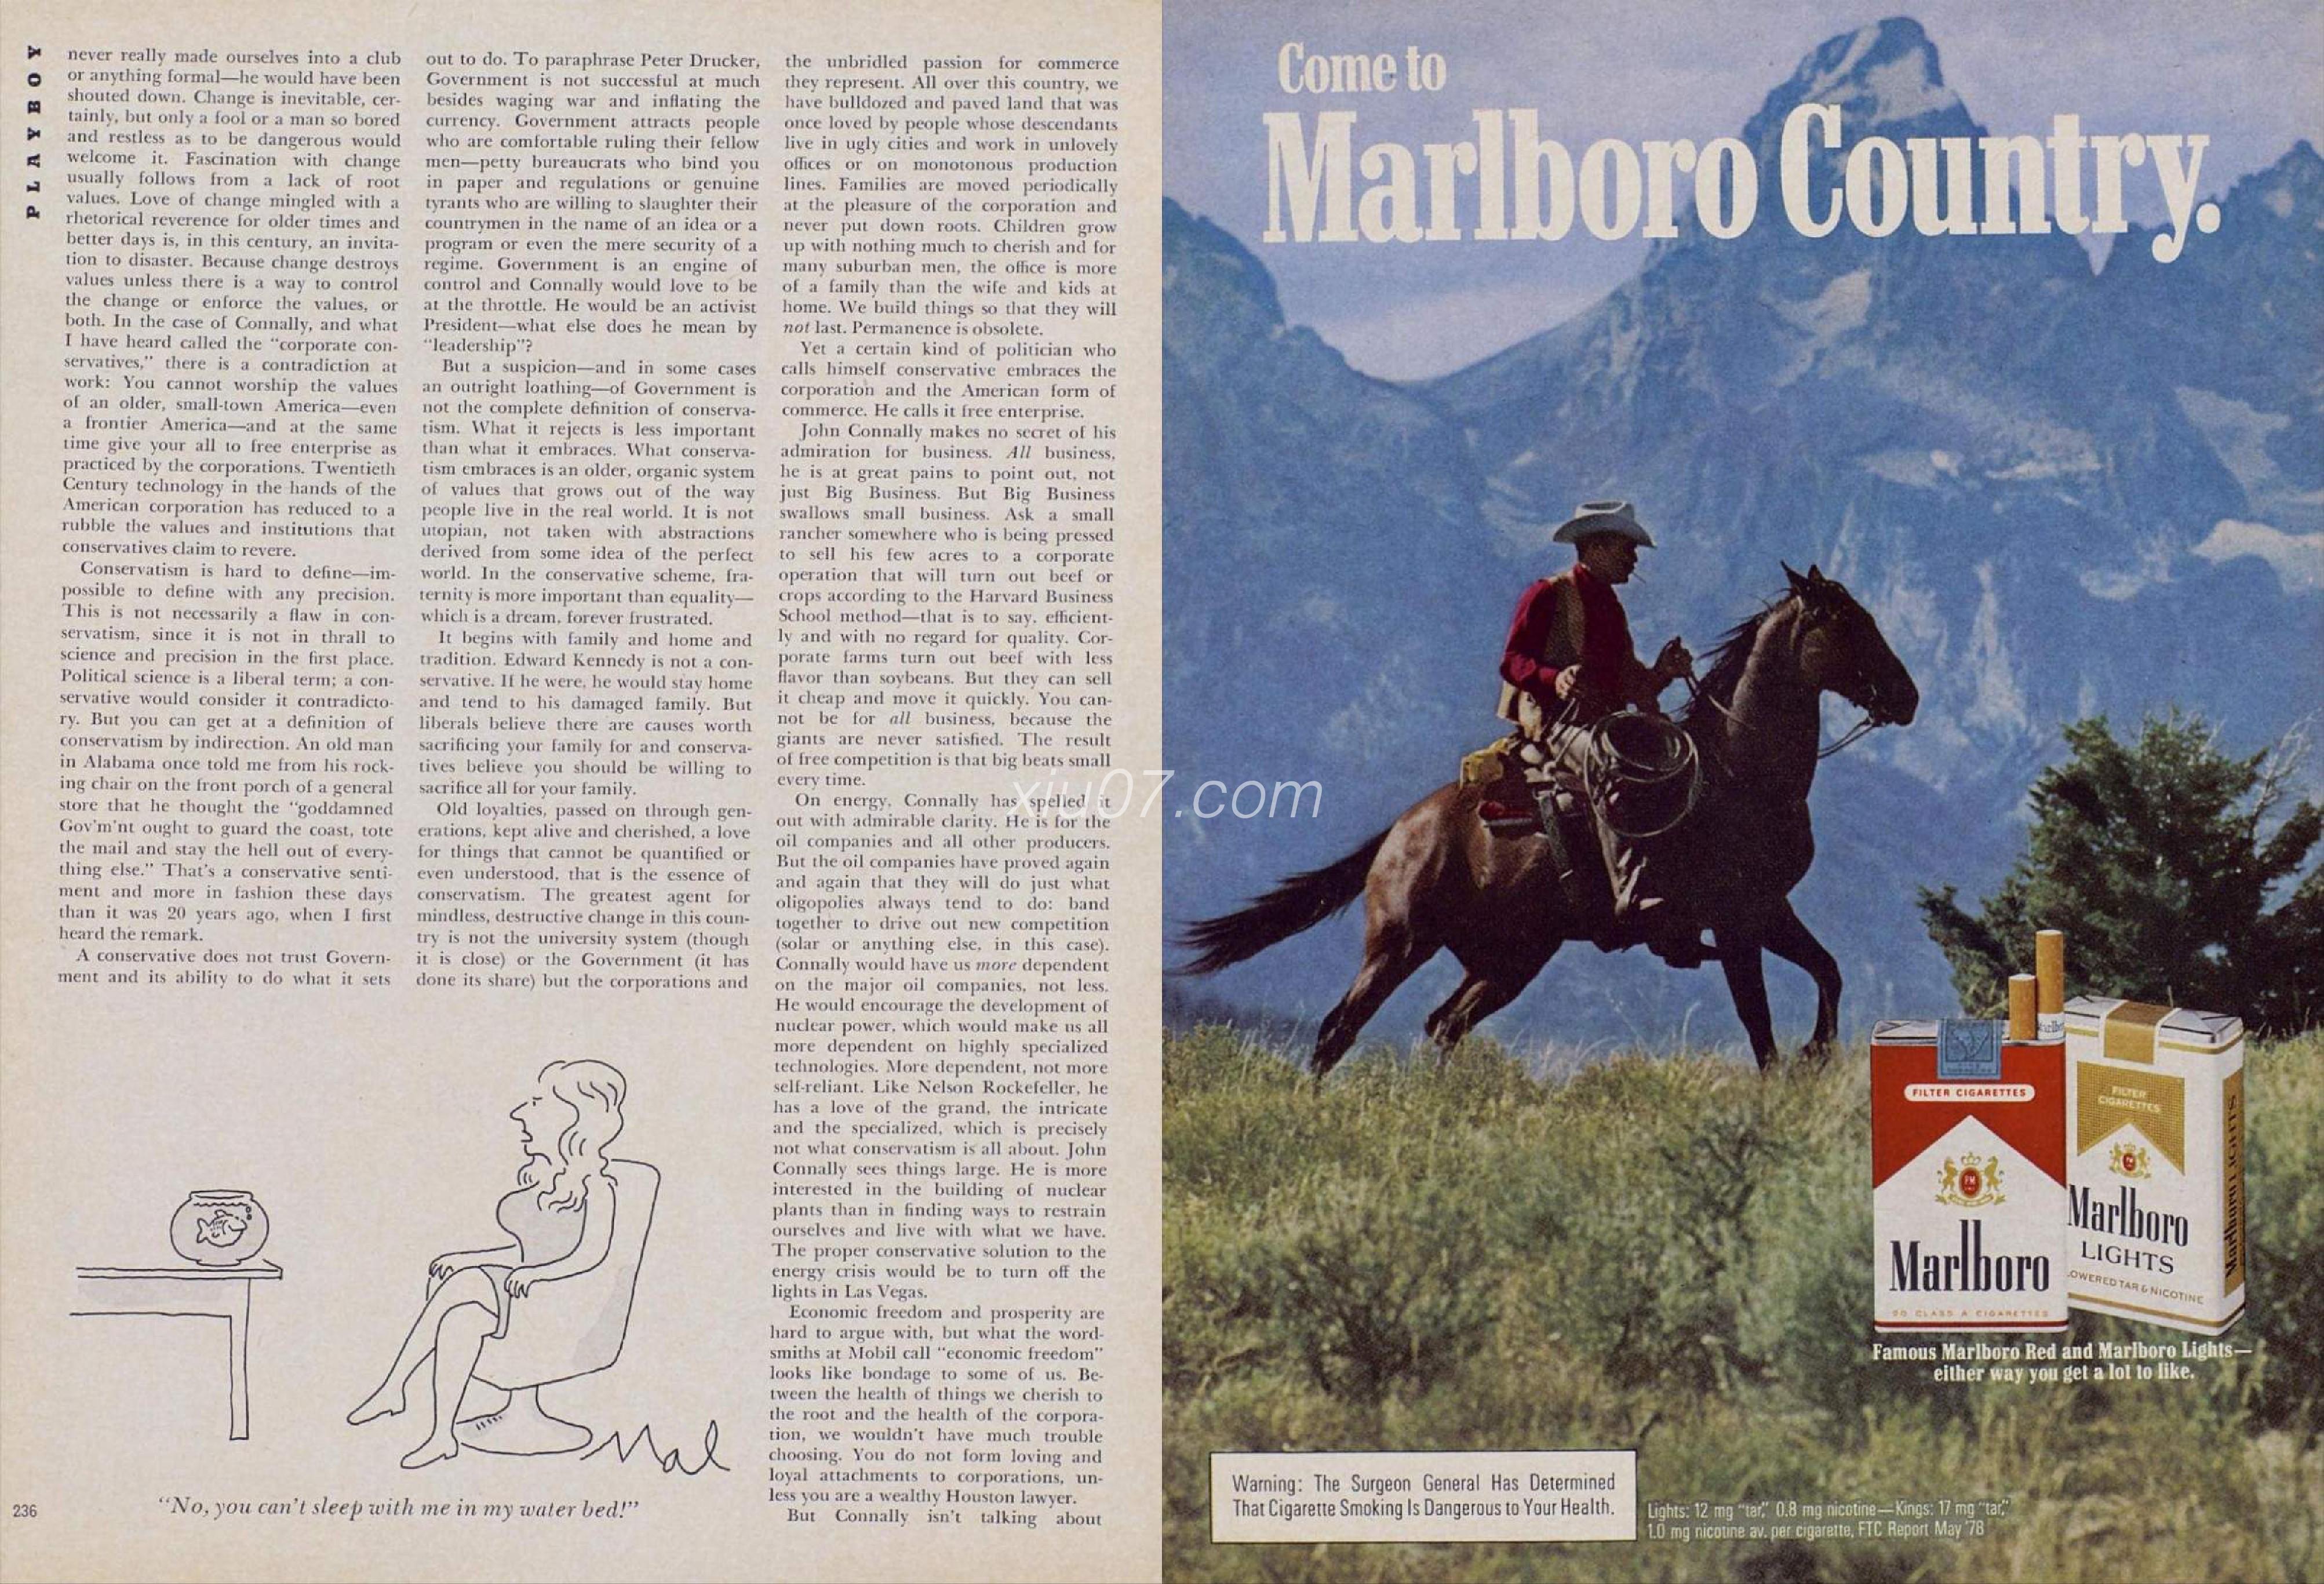 PLAYBOY
never really made ourselves into a club
or anything formal—he would have been
shouted down. Change is inevitable, cer-
tainly, but only a fool or a man so bored
and restless as to be dangerous would
welcome it. Fascination with change
usually follows from a lack of root
values. Love of change mingled with a
rhetorical reverence for older times and
better days is, in this century, an invita-
tion to disaster. Because change destroys
values unless there is a way to control
the change or enforce the values, or
both. In the case of Connally, and what
I have heard called the “corporate con-
servatives,” there is a contradiction at
work: You cannot worship the values
of an older, small-town America—even
a frontier America—and at the same
time give your all to free enterprise as
practiced by the corporations. Twentieth
Century technology in the hands of the
American corporation has reduced to a
rubble the values and institutions that
conservatives claim to revere.
Conservatism is hard to define—im-
possible to define with any precision.
This is not necessarily a flaw in con-
servatism, since it is not in thrall to
science and precision in the first place.
Political science is a liberal term; a con-
servative would consider it contradicto-
ry. But you can get at a definition of
conservatism by indirection. An old man
in Alabama once told me from his rock-
ing chair on the front porch of a general
store that he thought the “goddamned
Gov'm'nt ought to guard the coast, tote
the mail and stay the hell out of every-
thing else.” That's a conservative senti-
ment and more in fashion these days
than it was 20 years ago, when I first
heard the remark.
A conservative does not trust Govern-
ment and its ability to do what it sets
out to do. To paraphrase Peter Drucker,
Government is not successful at much
besides waging war and inflating the
currency. Government attracts people
who are comfortable ruling their fellow
men—petty bureaucrats who bind you
in paper and regulations or genuine
tyrants who are willing to slaughter their
countrymen in the name of an idea or a
program or even the mere security of a
regime. Government is an engine of
control and Connally would love to be
at the throttle. He would be an activist
President—what else does he mean by
“leadership”?
But a suspicion—and in some cases
an outright loathing—of Government is
not the complete definition of conserva-
tism. What it rejects is less important
than what it embraces. What conserva-
tism embraces is an older, organic system
of values that grows out of the way
people live in the real world. It is not
utopian, not taken with abstractions
derived from some idea of the perfect
world. In the conservative scheme, fra-
ternity is more important than equality—
which is a dream, forever frustrated.
It begins with family and home and
tradition. Edward Kennedy is not a con-
servative. If he were, he would stay home
and tend to his damaged family. But
liberals believe there are causes worth
sacrificing your family for and conserva-
tives believe you should be willing to
sacrifice all for your family.
Old loyalties, passed on through gen-
erations, kept alive and cherished, a love
for things that cannot be quantified or
even understood, that is the essence of
conservatism. The greatest agent for
mindless, destructive change in this coun-
try is not the university system (though
it is close) or the Government (it has
done its share) but the corporations and
the unbridled passion for commerce
they represent. All over this country, we
have bulldozed and paved land that was
once loved by people whose descendants
live in ugly cities and work in unlovely
offices or on monotonous production
lines. Families are moved periodically
at the pleasure of the corporation and
never put down roots. Children grow
up with nothing much to cherish and for
many suburban men, the office is more
of a family than the wife and kids at
home. We build things so that they will
not last. Permanence is obsolete.
Yet a certain kind of politician who
calls himself conservative embraces the
corporation and the American form of
commerce. He calls it free enterprise.
John Connally makes no secret of his
admiration for business. All business,
he is at great pains to point out, not
just Big Business. But Big Business
swallows small business. Ask a small
rancher somewhere who is being pressed
to sell his few acres to a corporate
operation that will turn out beef or
crops according to the Harvard Business
School method—that is to say, efficient-
ly and with no regard for quality. Cor-
porate farms turn out beef with less
flavor than soybeans. But they can sell
it cheap and move it quickly. You can-
not be for all business, because the
giants are never satisfied. The result
of free competition is that big beats small
every time.
On energy, Connally has spelled it
out with admirable clarity. He is for the
oil companies and all other producers.
But the oil companies have proved again
and again that they will do just what
oligopolies always tend to do: band
together to drive out new competition
(solar or anything else, in this case).
Connally would have us more dependent
on the major oil companies, not less.
He would encourage the development of
nuclear power, which would make us all
more dependent on highly specialized
technologies. More dependent, not more
self-reliant. Like Nelson Rockefeller, he
has a love of the grand, the intricate
and the specialized, which is precisely
not what conservatism is all about. John
Connally sees things large. He is more
interested in the building of nuclear
plants than in finding ways to restrain
ourselves and live with what we have.
The proper conservative solution to the
energy crisis would be to turn off the
lights in Las Vegas.
Economic freedom and prosperity are
hard to argue with, but what the word-
smiths at Mobil call “economic freedom”
looks like bondage to some of us. Be-
tween the health of things we cherish to
the root and the health of the corpora-
tion, we wouldn't have much trouble
choosing. You do not form loving and
loyal attachments to corporations, un-
less you are a wealthy Houston lawyer.
But Connally isn't talking about
Mal
“No, you can't sleep with me in my water bed!”
236
xiu07.com
Come to
Marlboro Country.
FILTER CIGARETTES
PM
Marlboro
20 CLASS A CIGARETTES
Marlboro
FILTER
CIGARETTES
PM
Marlboro
LIGHTS
LOWERED TAR & NICOTINE
Marlboro LIGHTS
Famous Marlboro Red and Marlboro Lights—
either way you get a lot to like.
Warning: The Surgeon General Has Determined
That Cigarette Smoking Is Dangerous to Your Health.
Lights: 12 mg “tar,” 0.8 mg nicotine—Kings: 17 mg “tar,”
1.0 mg nicotine av. per cigarette, FTC Report May '78